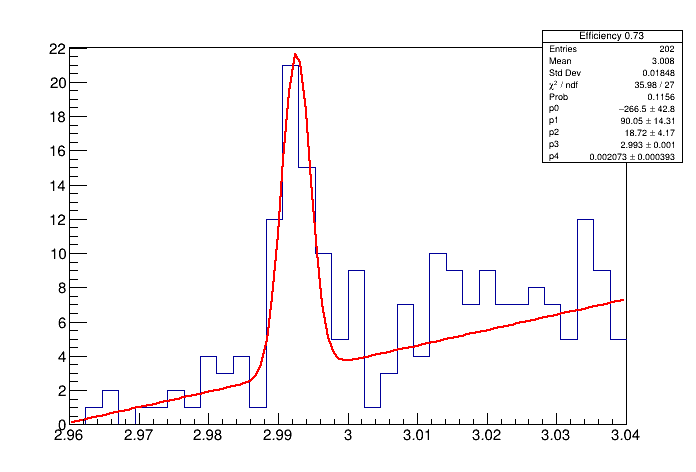 Efficiency 0.73
Entries 202
Mean 3.008
Std Dev 0.01848
χ² / ndf 35.98 / 27
Prob 0.1156
p0 −266.5 ± 42.8
p1 90.05 ± 14.31
p2 18.72 ± 4.17
p3 2.993 ± 0.001
p4 0.002073 ± 0.000393
22
20
18
16
14
12
10
8
6
4
2
0
2.96 2.97 2.98 2.99 3 3.01 3.02 3.03 3.04